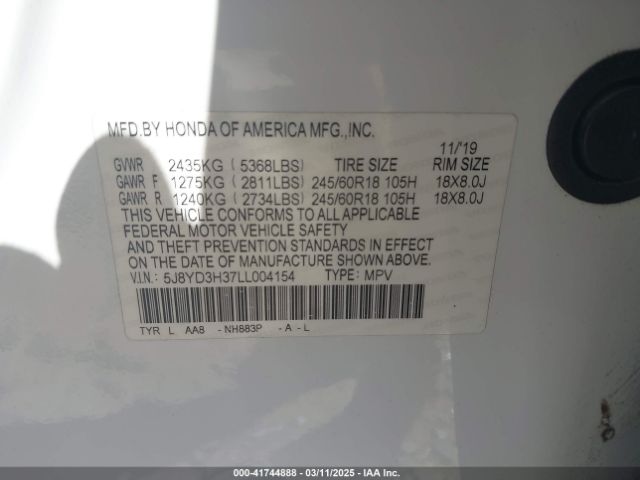 MFD.BY HONDA OF AMERICA MFG.,INC.
11/'19
GVWR 2435KG ( 5368LBS) TIRE SIZE RIM SIZE
GAWR F 1275KG ( 2811LBS) 245/60R18 105H 18X8.0J
GAWR R 1240KG ( 2734LBS) 245/60R18 105H 18X8.0J
THIS VEHICLE CONFORMS TO ALL APPLICABLE
FEDERAL MOTOR VEHICLE SAFETY
AND THEFT PREVENTION STANDARDS IN EFFECT
ON THE DATE OF MANUFACTURE SHOWN ABOVE.
V.I.N.: 5J8YD3H37LL004154 TYPE: MPV
TYR L AA8 - NH883P - A - L
© - 41744888 - 03/11/2025 - IAA Inc.